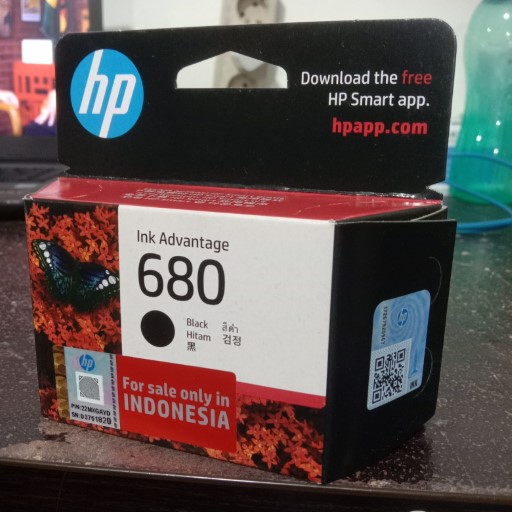 hp
Download the free
HP Smart app.
hpapp.com
Ink Advantage
680
Black
Hitam
黑
สีดำ
검정
hp
For sale only in
INDONESIA
hp
INK